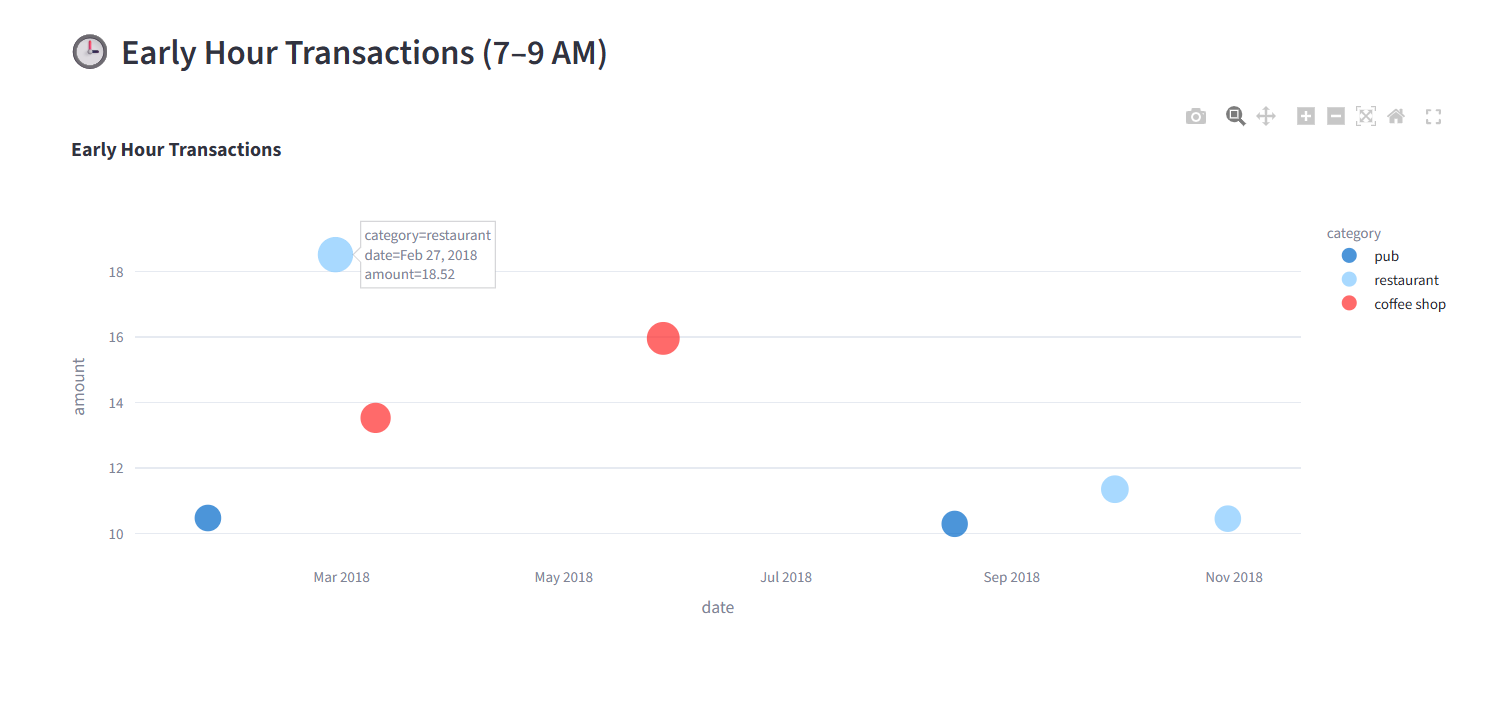 Early Hour Transactions (7–9 AM)
Early Hour Transactions
category=restaurant
date=Feb 27, 2018
amount=18.52
category
pub
restaurant
coffee shop
amount
18
16
14
12
10
Mar 2018 May 2018 Jul 2018 Sep 2018 Nov 2018
date